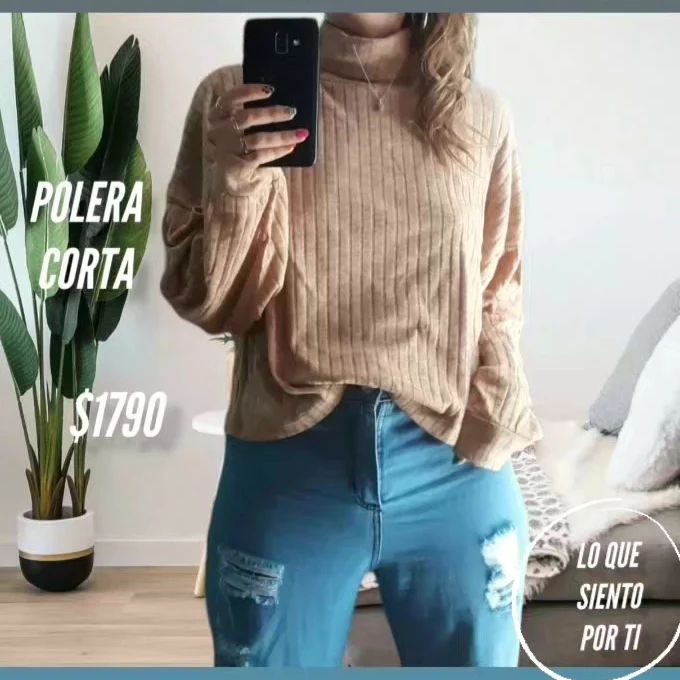 POLERA
CORTA
$1790
LO QUE
SIENTO
POR TI